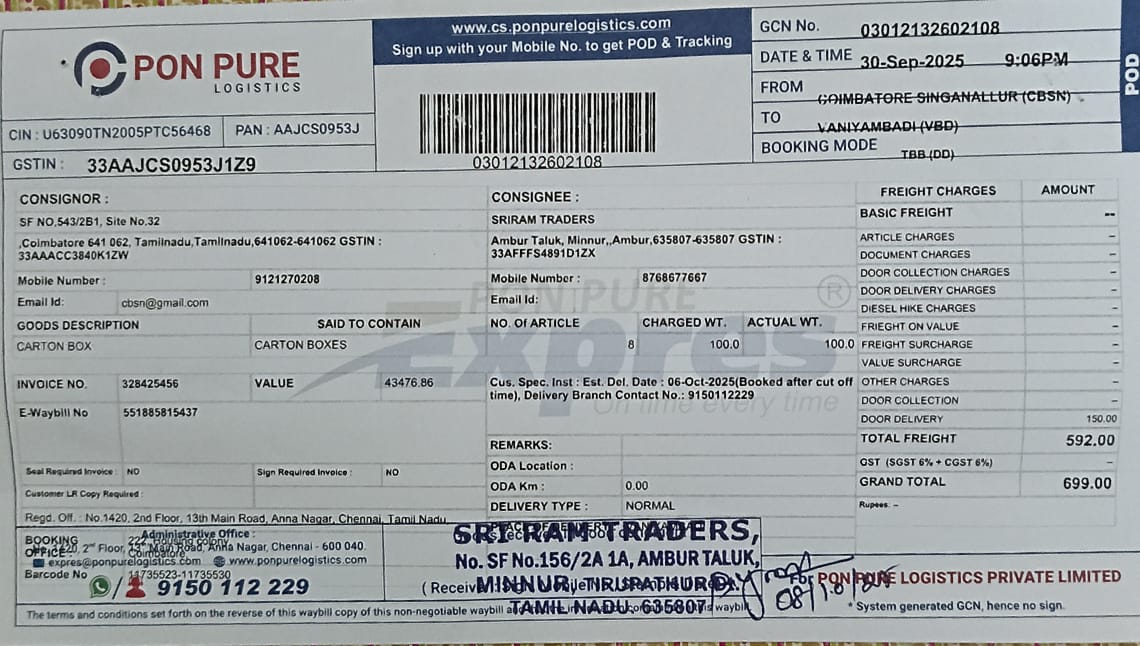 PON PURE
LOGISTICS
www.cs.ponpurelogistics.com
Sign up with your Mobile No. to get POD & Tracking
GCN No. 03012132602108
DATE & TIME 30-Sep-2025 9:06PM
FROM COIMBATORE SINGANALLUR (CBSN)
TO VANIYAMBADI (VBD)
BOOKING MODE TBB (DD)
POD
CIN : U63090TN2005PTC56468 PAN : AAJCS0953J
GSTIN : 33AAJCS0953J1Z9
03012132602108
CONSIGNOR :
SF NO,543/2B1, Site No,32
,Coimbatore 641 062, Tamilnadu,Tamilnadu,641062-641062 GSTIN :
33AAACC3840K1ZW
Mobile Number : 9121270208
Email Id: cbsn@gmail.com
CONSIGNEE :
SRIRAM TRADERS
Ambur Taluk, Minnur,,Ambur,635807-635807 GSTIN :
33AFFFS4891D1ZX
Mobile Number : 8768677667
Email Id:
PON PURE
Expres
On time every time
®
GOODS DESCRIPTION SAID TO CONTAIN NO. Of ARTICLE CHARGED WT. ACTUAL WT.
CARTON BOX CARTON BOXES 8 100.0 100.0
INVOICE NO. 328425456 VALUE 43476.86
E-Waybill No 551885815437
Cus. Spec. Inst : Est. Del. Date : 06-Oct-2025(Booked after cut off
time), Delivery Branch Contact No.: 9150112229
REMARKS:
ODA Location :
ODA Km : 0.00
DELIVERY TYPE : NORMAL
Seal Required Invoice : NO Sign Required Invoice : NO
Customer LR Copy Required :
FREIGHT CHARGES AMOUNT
BASIC FREIGHT --
ARTICLE CHARGES –
DOCUMENT CHARGES –
DOOR COLLECTION CHARGES –
DOOR DELIVERY CHARGES –
DIESEL HIKE CHARGES –
FRIEGHT ON VALUE –
FREIGHT SURCHARGE –
VALUE SURCHARGE –
OTHER CHARGES –
DOOR COLLECTION –
DOOR DELIVERY 150.00
TOTAL FREIGHT 592.00
GST (SGST 6% + CGST 6%) –
GRAND TOTAL 699.00
Rupees: –
Regd. Off. : No.1420, 2nd Floor, 13th Main Road, Anna Nagar, Chennai, Tamil Nadu
BOOKING
OFFICE:
Administrative Office :
222, Housing colony
2nd Floor, 13th Main Road, Anna Nagar, Chennai - 600 040.
Coimbatore
expres@ponpurelogistics.com www.ponpurelogistics.com
Barcode No 11735523-11735530
9150 112 229
SRI RAM TRADERS,
No. SF No.156/2A 1A, AMBUR TALUK,
MINNUR, TIRUPATHUR
TAMIL NADU, 635807
For PON PURE LOGISTICS PRIVATE LIMITED
* System generated GCN, hence no sign.
The terms and conditions set forth on the reverse of this waybill copy of this non-negotiable waybill